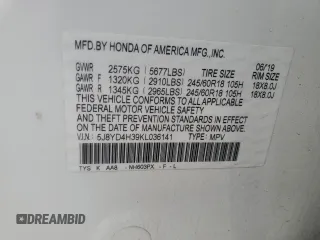 MFD.BY HONDA OF AMERICA MFG.,INC.
06/19
GVWR 2575KG (5677LBS) TIRE SIZE RIM SIZE
GAWR F 1320KG (2910LBS) 245/60R18 105H 18X8.0J
GAWR R 1345KG (2965LBS) 245/60R18 105H 18X8.0J
THIS VEHICLE CONFORMS TO ALL APPLICABLE
FEDERAL MOTOR VEHICLE SAFETY
AND THEFT PREVENTION STANDARDS IN EFFECT ON
THE DATE OF MANUFACTURE SHOWN ABOVE.
V.I.N.: 5J8YD4H39KL036141 TYPE: MPV
TYS K AA8 NH603PX - F - L
AUTO.BIDMASTER